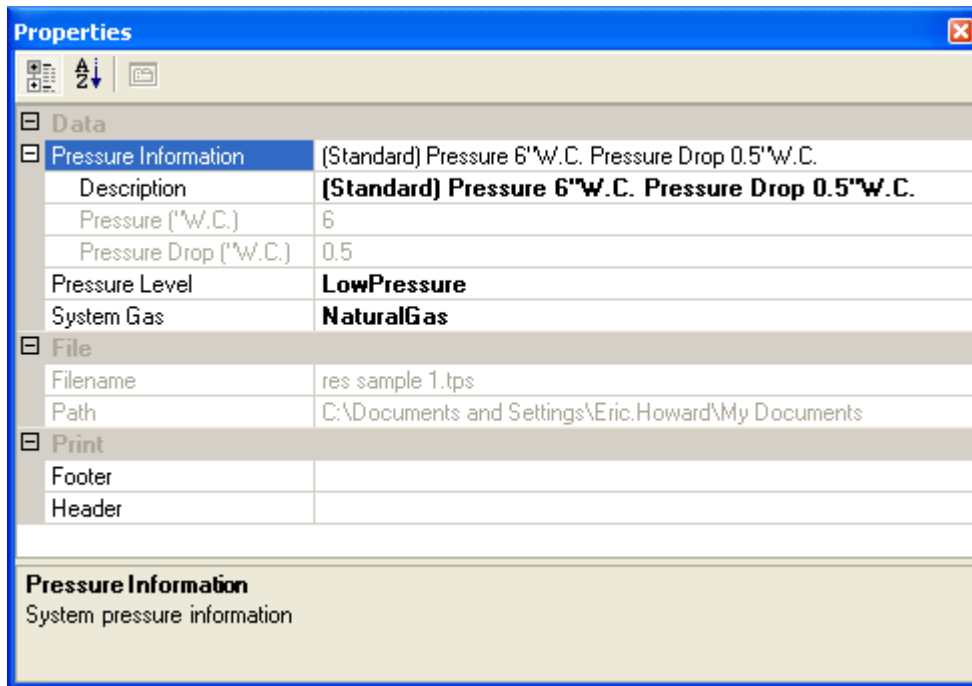 Properties
Data
Pressure Information (Standard) Pressure 6"W.C. Pressure Drop 0.5"W.C.
Description (Standard) Pressure 6"W.C. Pressure Drop 0.5"W.C.
Pressure ("W.C.) 6
Pressure Drop ("W.C.) 0.5
Pressure Level LowPressure
System Gas NaturalGas
File
Filename res sample 1.tps
Path C:\Documents and Settings\Eric.Howard\My Documents
Print
Footer
Header
Pressure Information
System pressure information